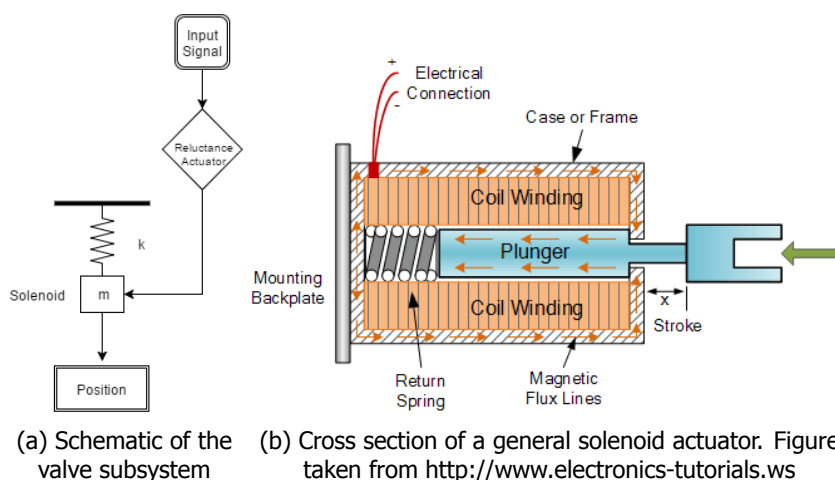 Input
Signal
Reluctance
Actuator
k
Solenoid
m
Position
(a) Schematic of the
valve subsystem
+
-
Electrical
Connection
Case or Frame
Coil Winding
Plunger
Mounting
Backplate
Coil Winding
x
Stroke
Return
Spring
Magnetic
Flux Lines
(b) Cross section of a general solenoid actuator. Figure
taken from http://www.electronics-tutorials.ws